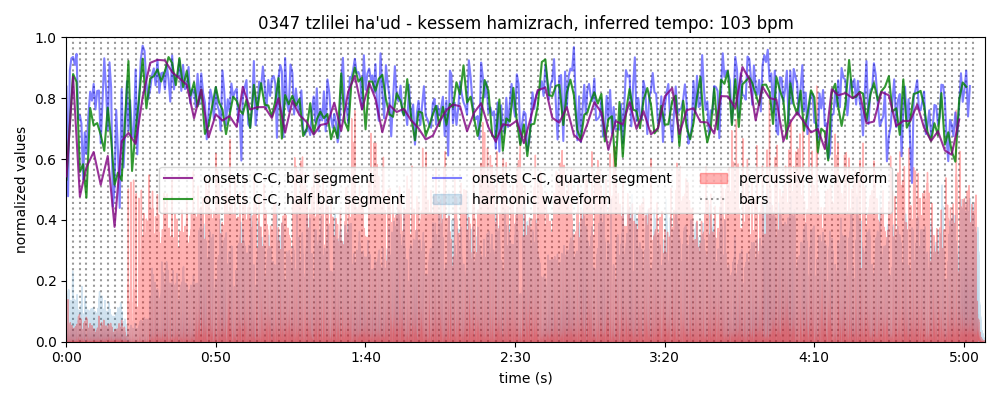 0347 tzlilei ha'ud - kessem hamizrach, inferred tempo: 103 bpm
normalized values
1.0
0.8
0.6
0.4
0.2
0.0
onsets C-C, bar segment
onsets C-C, half bar segment
onsets C-C, quarter segment
harmonic waveform
percussive waveform
bars
0:00 0:50 1:40 2:30 3:20 4:10 5:00
time (s)